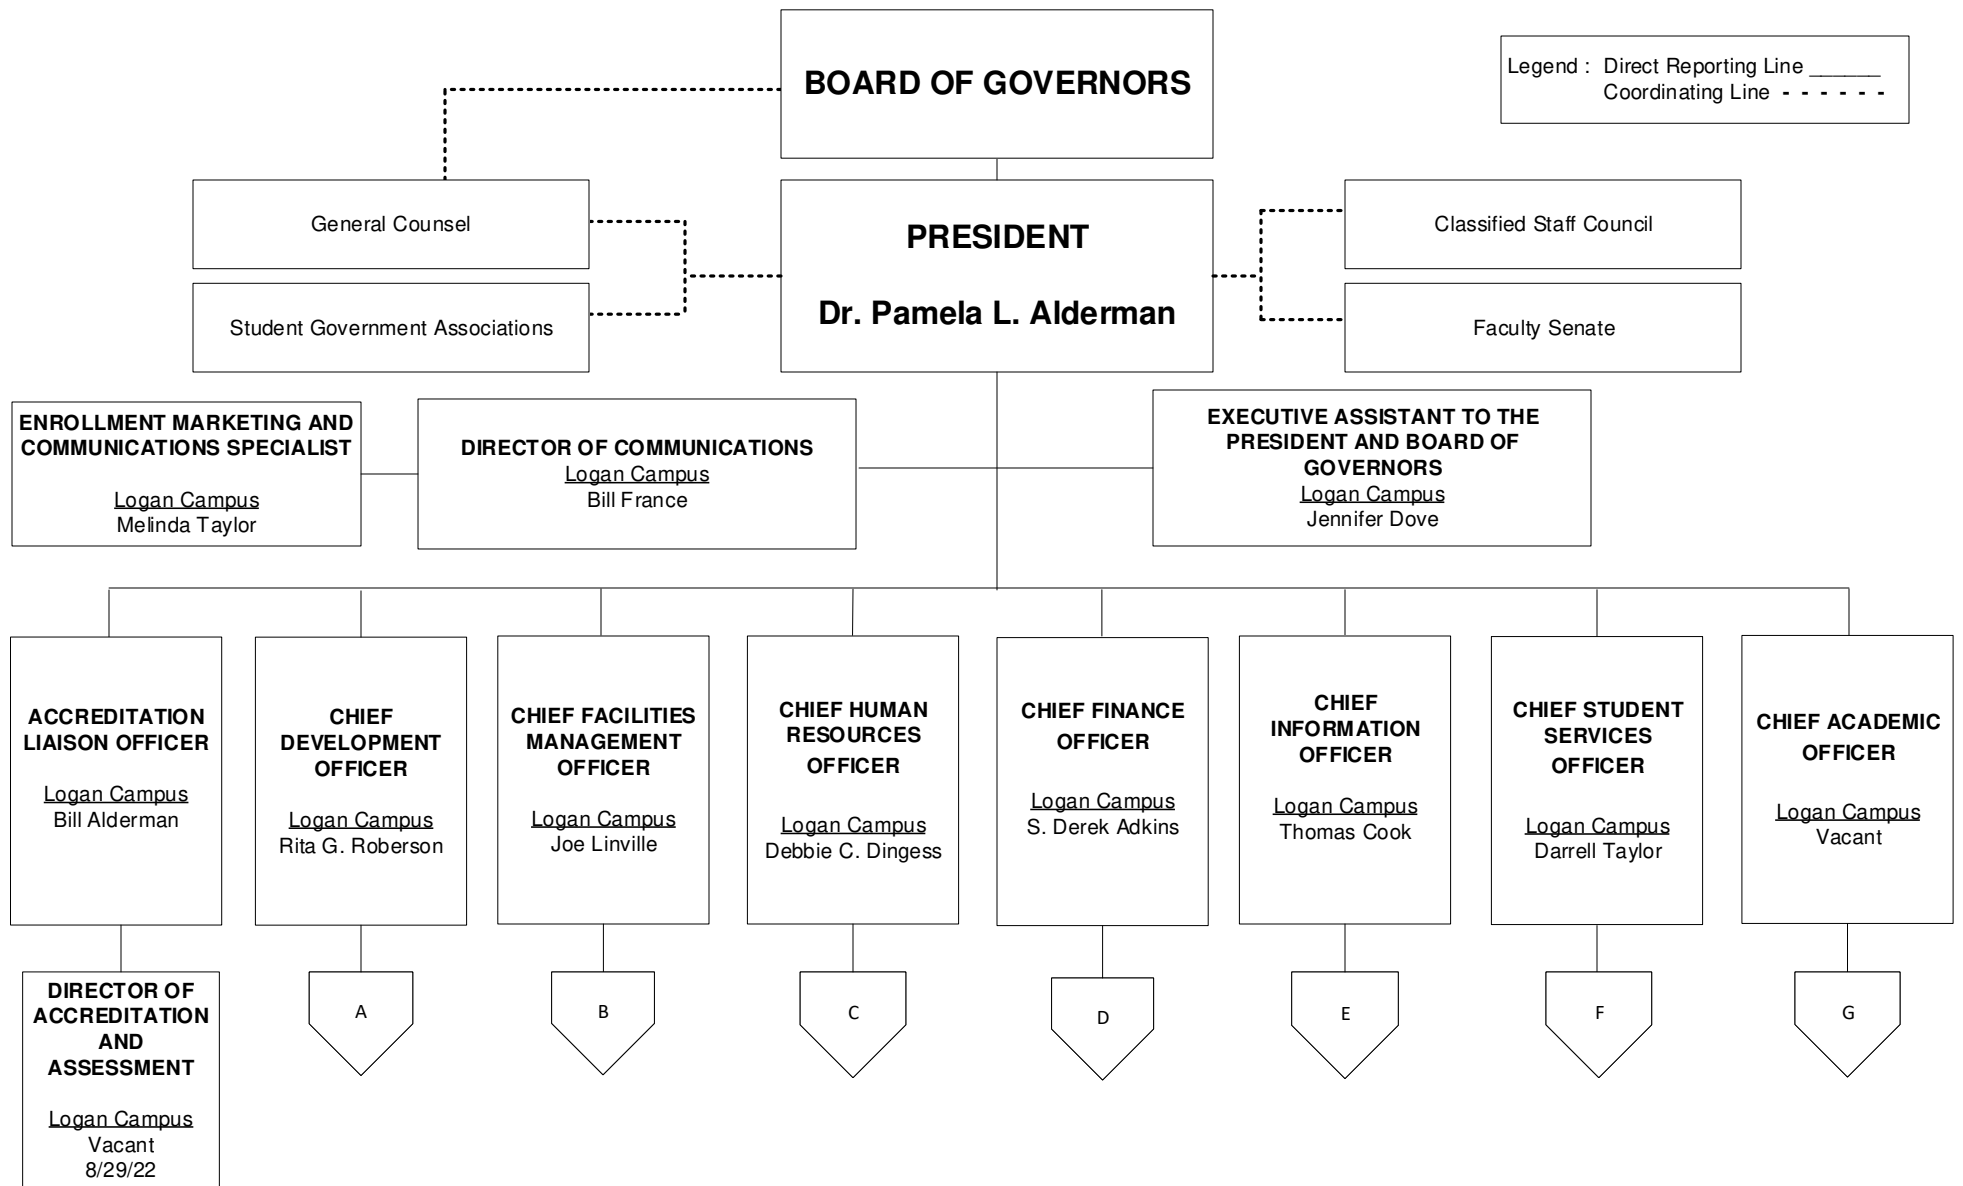 BOARD OF GOVERNORS
Legend : Direct Reporting Line ______
Coordinating Line - - - - - -
General Counsel
Student Government Associations
PRESIDENT
Dr. Pamela L. Alderman
Classified Staff Council
Faculty Senate
ENROLLMENT MARKETING AND
COMMUNICATIONS SPECIALIST
Logan Campus
Melinda Taylor
DIRECTOR OF COMMUNICATIONS
Logan Campus
Bill France
EXECUTIVE ASSISTANT TO THE
PRESIDENT AND BOARD OF
GOVERNORS
Logan Campus
Jennifer Dove
ACCREDITATION
LIAISON OFFICER
Logan Campus
Bill Alderman
CHIEF
DEVELOPMENT
OFFICER
Logan Campus
Rita G. Roberson
CHIEF FACILITIES
MANAGEMENT
OFFICER
Logan Campus
Joe Linville
CHIEF HUMAN
RESOURCES
OFFICER
Logan Campus
Debbie C. Dingess
CHIEF FINANCE
OFFICER
Logan Campus
S. Derek Adkins
CHIEF
INFORMATION
OFFICER
Logan Campus
Thomas Cook
CHIEF STUDENT
SERVICES
OFFICER
Logan Campus
Darrell Taylor
CHIEF ACADEMIC
OFFICER
Logan Campus
Vacant
DIRECTOR OF
ACCREDITATION
AND
ASSESSMENT
Logan Campus
Vacant
8/29/22
A
B
C
D
E
F
G